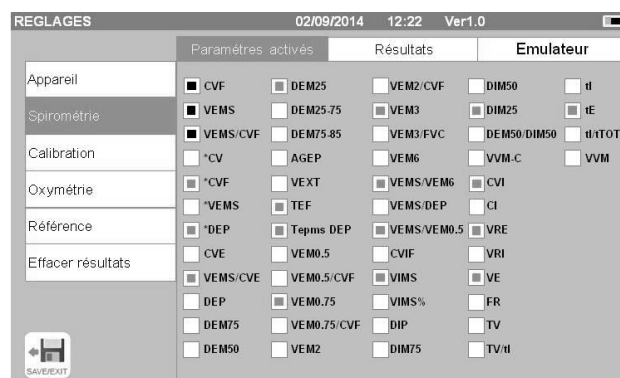 REGLAGES 02/09/2014 12:22 Ver1.0
Paramétres activés Résultats Emulateur
Appareil
Spirométrie
Calibration
Oxymétrie
Référence
Effacer résultats
SAVE/EXIT
CVF DEM25 VEM2/CVF DIM50 tI
VEMS DEM25-75 VEM3 DIM25 tE
VEMS/CVF DEM75-85 VEM3/FVC DEM50/DIM50 tI/tTOT
*CV AGEP VEM6 VVM-C VVM
*CVF VEXT VEMS/VEM6 CVI
*VEMS TEF VEMS/DEP CI
*DEP Tepms DEP VEMS/VEM0.5 VRE
CVE VEM0.5 CVIF VRI
VEMS/CVE VEM0.5/CVF VIMS VE
DEP VEM0.75 VIMS% FR
DEM75 VEM0.75/CVF DIP TV
DEM50 VEM2 DIM75 TV/tI